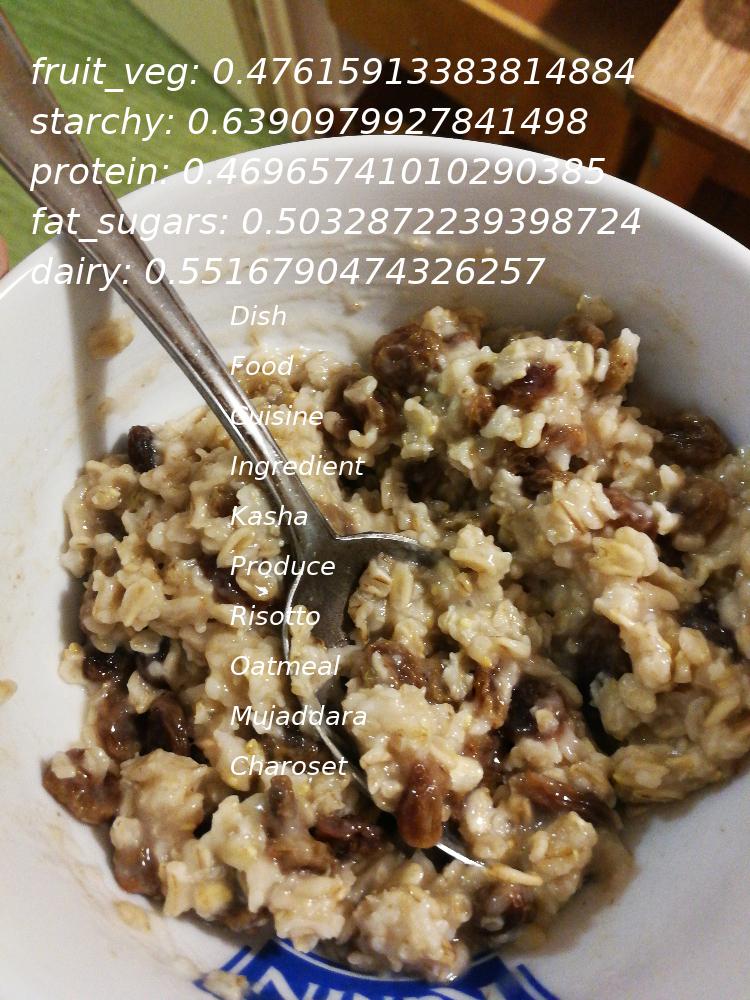 fruit_veg: 0.47615913383814884
starchy: 0.6390979927841498
protein: 0.46965741010290385
fat_sugars: 0.5032872239398724
dairy: 0.5516790474326257
Dish
Food
Cuisine
Ingredient
Kasha
Produce
Risotto
Oatmeal
Mujaddara
Charoset